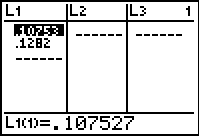 L1 L2 L3 1
.10753 ------ ------
.1282
------
L1(1)=.107527